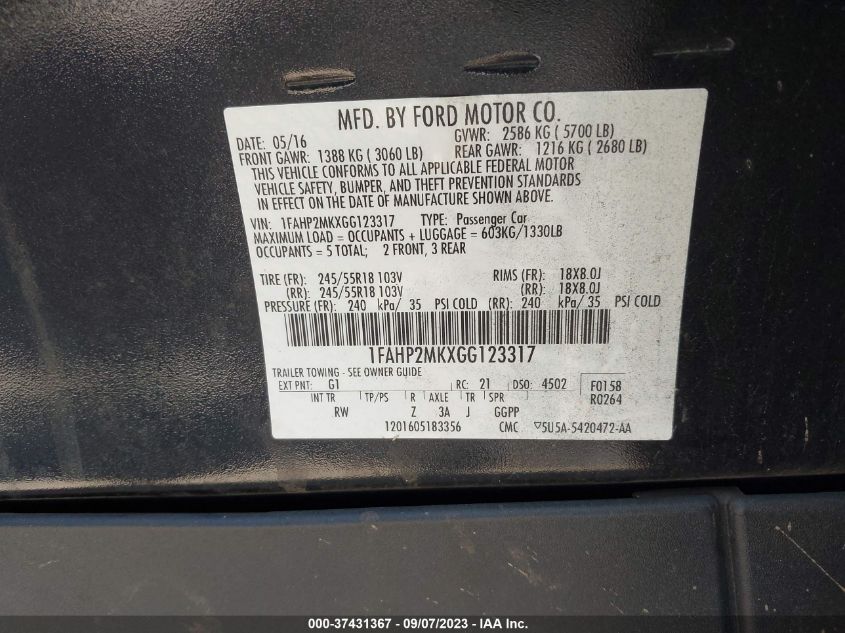 MFD. BY FORD MOTOR CO.
DATE: 05/16 GVWR: 2586 KG ( 5700 LB)
FRONT GAWR: 1388 KG ( 3060 LB) REAR GAWR: 1216 KG ( 2680 LB)
THIS VEHICLE CONFORMS TO ALL APPLICABLE FEDERAL MOTOR
VEHICLE SAFETY, BUMPER, AND THEFT PREVENTION STANDARDS
IN EFFECT ON THE DATE OF MANUFACTURE SHOWN ABOVE.
VIN: 1FAHP2MKXGG123317 TYPE: Passenger Car
MAXIMUM LOAD = OCCUPANTS + LUGGAGE = 603KG/1330LB
OCCUPANTS = 5 TOTAL; 2 FRONT, 3 REAR
TIRE (FR): 245/55R18 103V RIMS (FR): 18X8.0J
(RR): 245/55R18 103V (RR): 18X8.0J
PRESSURE (FR): 240 kPa/ 35 PSI COLD (RR): 240 kPa/ 35 PSI COLD
1FAHP2MKXGG123317
TRAILER TOWING - SEE OWNER GUIDE
EXT PNT: G1 RC: 21 DSO: 4502 F0158
R0264
INT TR TP/PS R AXLE TR SPR
RW Z 3A J GGPP
1201605183356 CMC ▽5U5A-5420472-AA
000-37431367 - 09/07/2023 - IAA Inc.